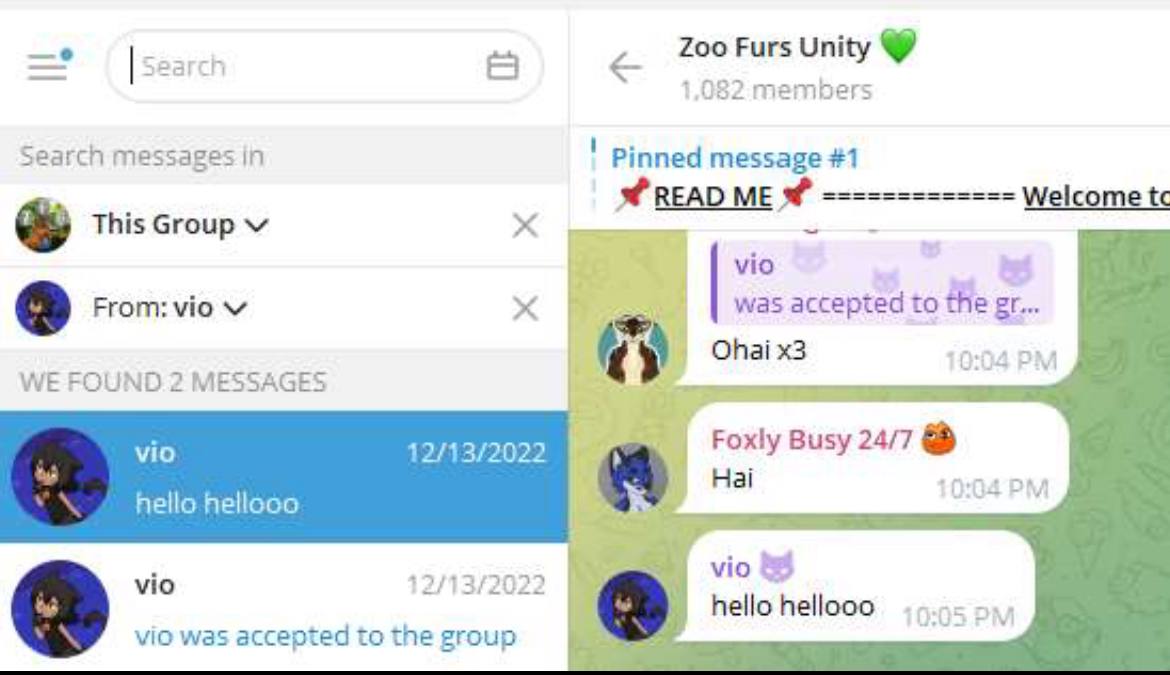 Search
Search messages in
This Group
From: vio
WE FOUND 2 MESSAGES
vio 12/13/2022
hello hellooo
vio 12/13/2022
vio was accepted to the group
Zoo Furs Unity 💚
1,082 members
Pinned message #1
📌READ ME📌 ============= Welcome to
vio
was accepted to the gr...
Ohai x3 10:04 PM
Foxly Busy 24/7
Hai 10:04 PM
vio
hello hellooo 10:05 PM